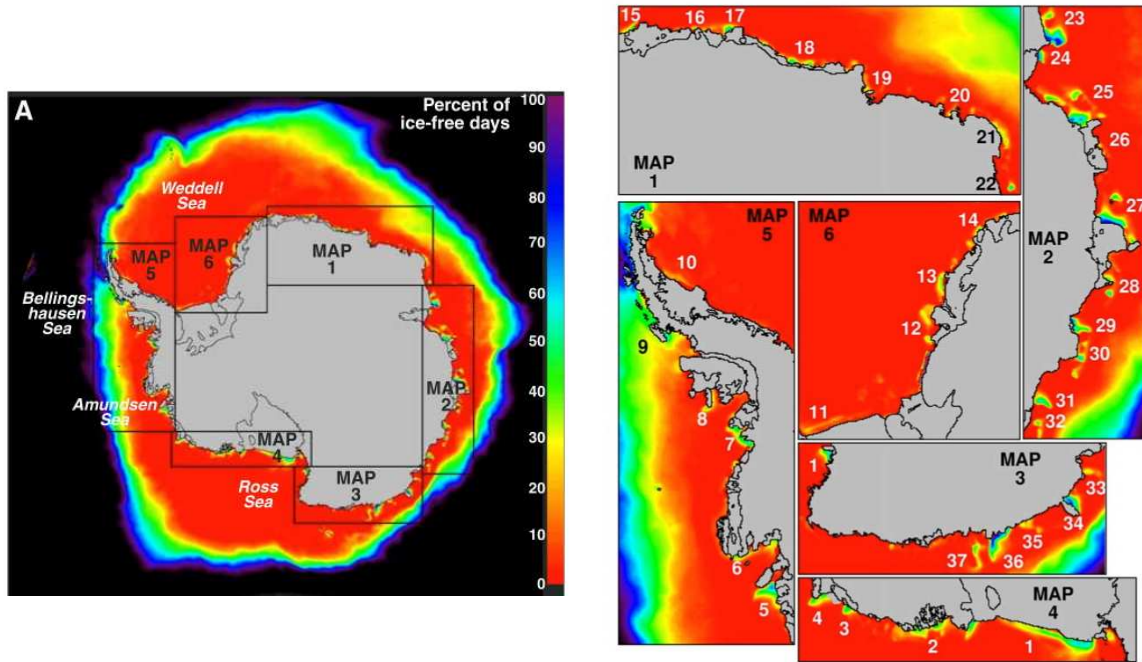 A
Percent of
ice-free days
100
90
80
70
60
50
40
30
20
10
0
Weddell
Sea
MAP
5
MAP
6
MAP
1
Bellings-
hausen
Sea
Amundsen
Sea
MAP
2
MAP
4
Ross
Sea
MAP
3
15
16
17
18
19
20
21
22
MAP
1
23
24
25
26
27
MAP
2
28
29
30
31
32
MAP
5
10
9
8
7
6
5
MAP
6
14
13
12
11
1
MAP
3
33
34
35
36
37
MAP
4
4
3
2
1